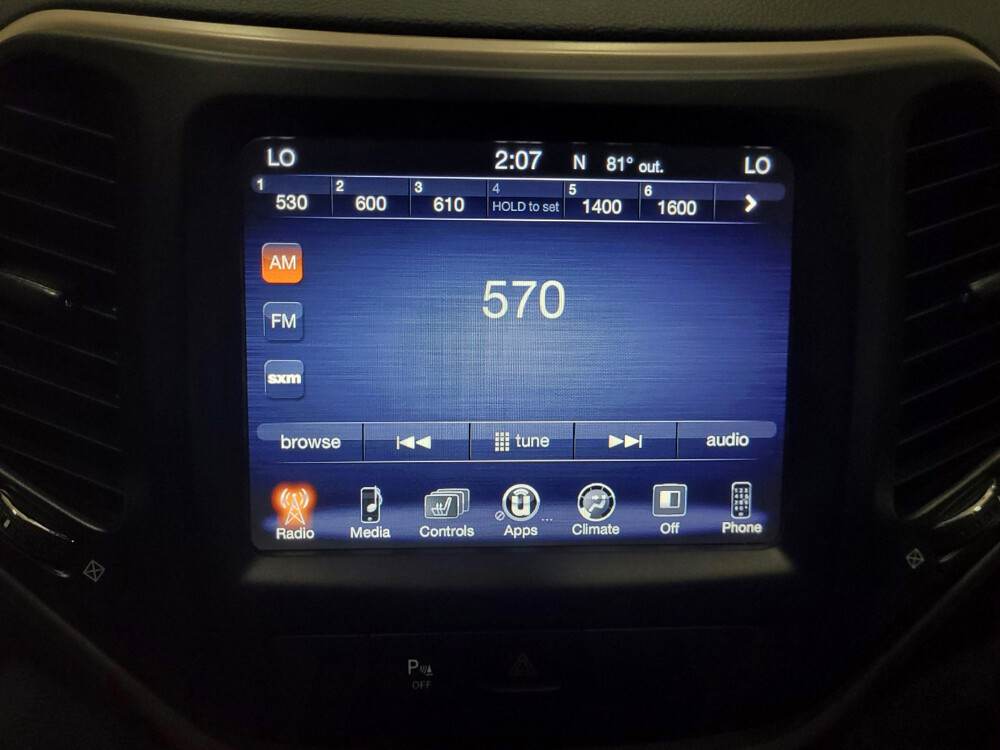 LO 2:07 N 81° out. LO
1 2 3 4 5 6
530 600 610 HOLD to set 1400 1600
AM
570
FM
sxm
browse tune audio
Radio Media Controls Apps ... Climate Off Phone
P
OFF